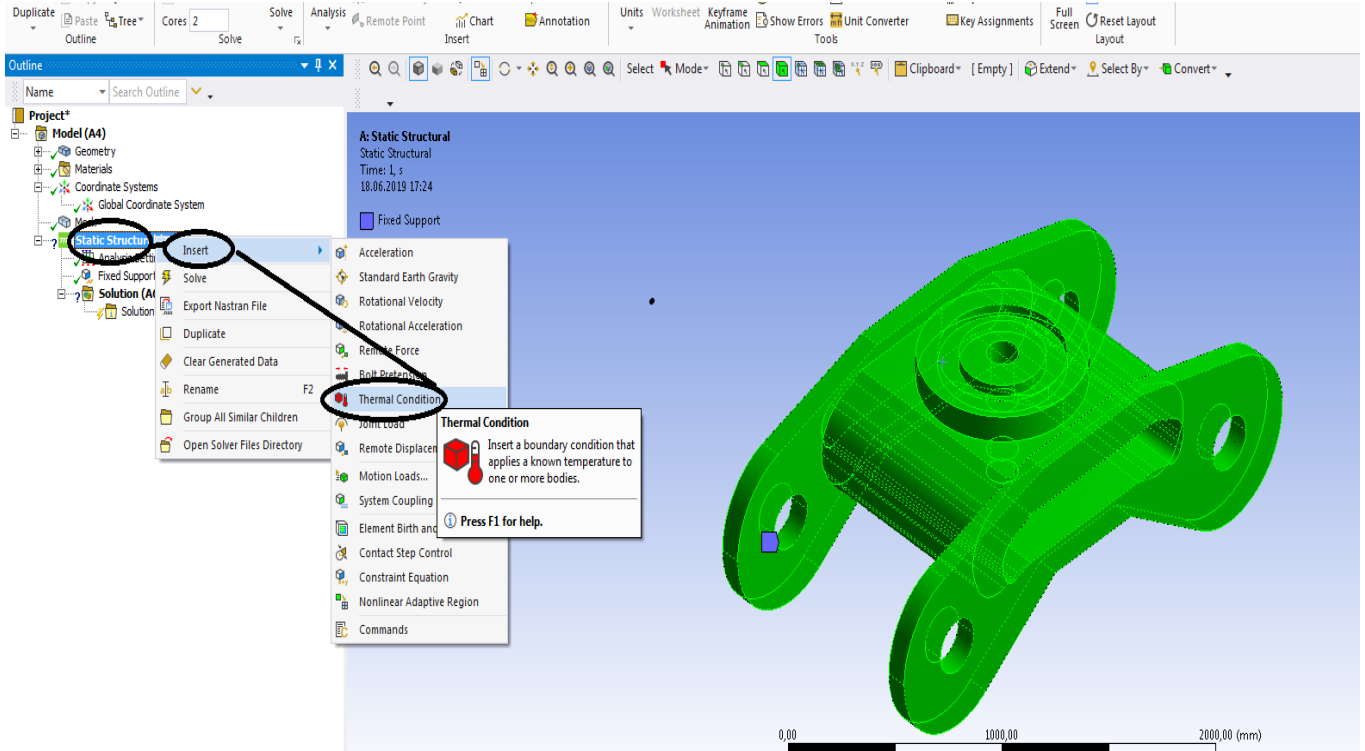 Duplicate
Paste
Tree
Outline
Cores 2
Solve
Solve
Analysis
Remote Point
Chart
Annotation
Insert
Units
Worksheet
Keyframe
Animation
Show Errors
Unit Converter
Key Assignments
Tools
Full
Screen
Reset Layout
Layout
Outline
Name
Search Outline
Select
Mode
Clipboard
[ Empty ]
Extend
Select By
Convert
Project*
Model (A4)
Geometry
Materials
Coordinate Systems
Global Coordinate System
Static Structur
Fixed Support
Solution (A
Solution
Insert
Solve
Export Nastran File
Duplicate
Clear Generated Data
Rename F2
Group All Similar Children
Open Solver Files Directory
Acceleration
Standard Earth Gravity
Rotational Velocity
Rotational Acceleration
Remote Force
Bolt Pretension
Thermal Condition
Joint Load
Remote Displacem
Motion Loads...
System Coupling
Element Birth and
Contact Step Control
Constraint Equation
Nonlinear Adaptive Region
Commands
Thermal Condition
Insert a boundary condition that
applies a known temperature to
one or more bodies.
Press F1 for help.
A: Static Structural
Static Structural
Time: 1, s
18.06.2019 17:24
Fixed Support
0,00
1000,00
2000,00 (mm)